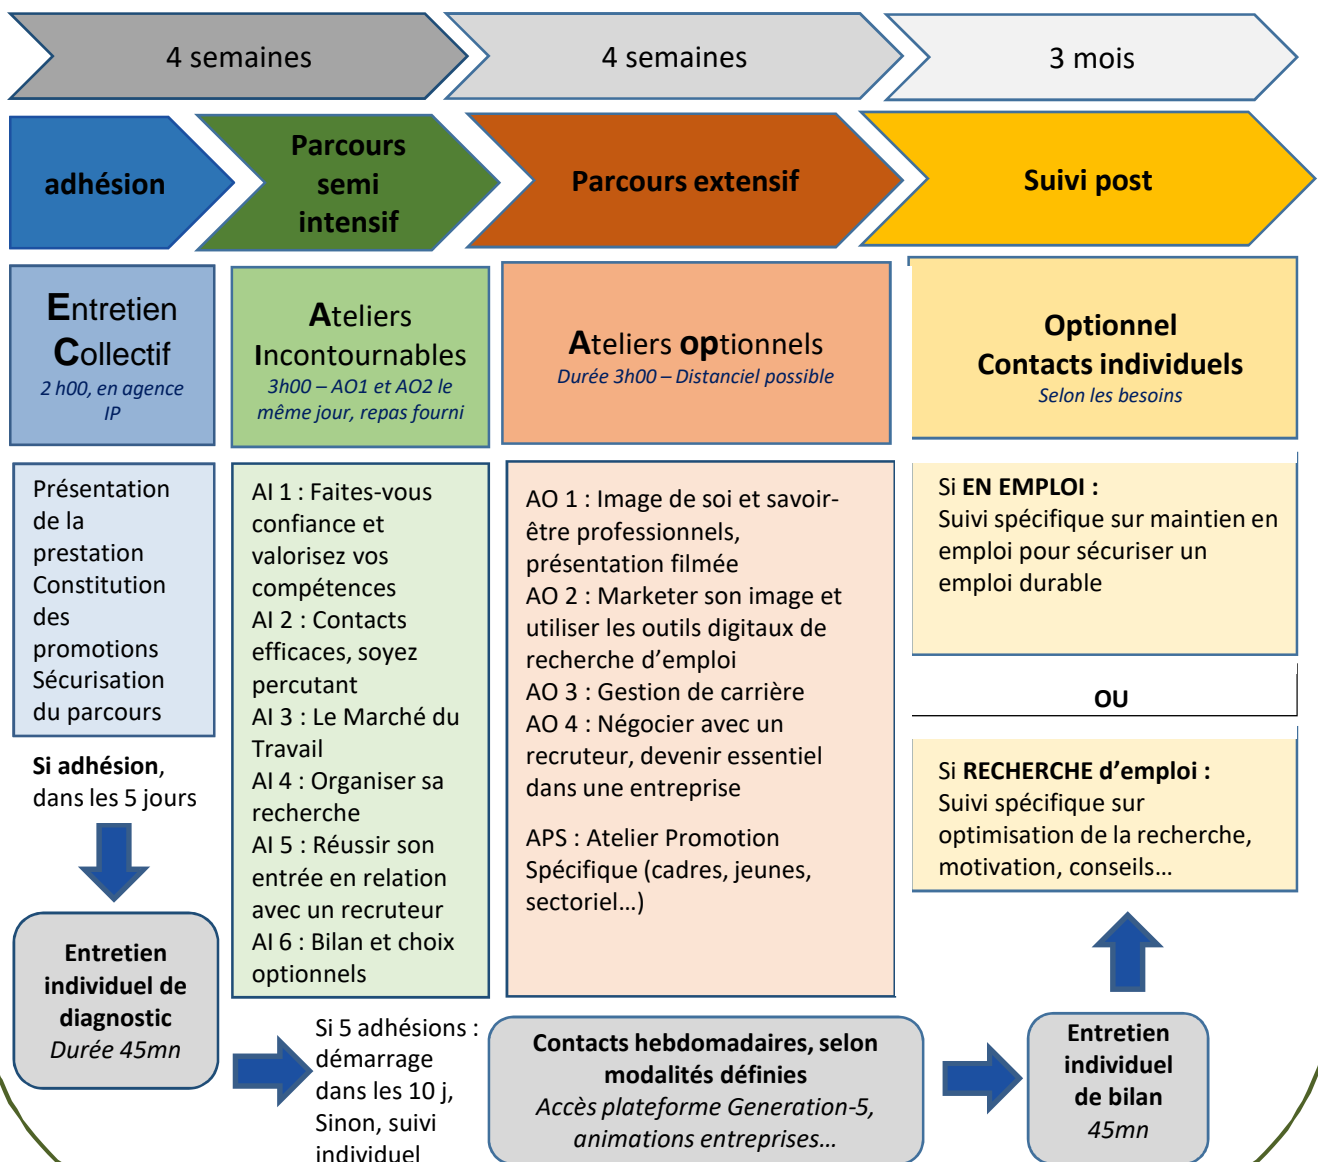 4 semaines
4 semaines
3 mois
adhésion
Parcours
semi
intensif
Parcours extensif
Suivi post
Entretien
Collectif
2 h00, en agence
IP
Ateliers
Incontournables
3h00 – AO1 et AO2 le
même jour, repas fourni
Ateliers optionnels
Durée 3h00 – Distanciel possible
Optionnel
Contacts individuels
Selon les besoins
Présentation
de la
prestation
Constitution
des
promotions
Sécurisation
du parcours
Si adhésion,
dans les 5 jours
Entretien
individuel de
diagnostic
Durée 45mn
AI 1 : Faites-vous
confiance et
valorisez vos
compétences
AI 2 : Contacts
efficaces, soyez
percutant
AI 3 : Le Marché du
Travail
AI 4 : Organiser sa
recherche
AI 5 : Réussir son
entrée en relation
avec un recruteur
AI 6 : Bilan et choix
optionnels
Si 5 adhésions :
démarrage
dans les 10 j,
Sinon, suivi
individuel
AO 1 : Image de soi et savoir-
être professionnels,
présentation filmée
AO 2 : Marketer son image et
utiliser les outils digitaux de
recherche d’emploi
AO 3 : Gestion de carrière
AO 4 : Négocier avec un
recruteur, devenir essentiel
dans une entreprise
APS : Atelier Promotion
Spécifique (cadres, jeunes,
sectoriel…)
Contacts hebdomadaires, selon
modalités définies
Accès plateforme Generation-5,
animations entreprises…
Si EN EMPLOI :
Suivi spécifique sur maintien en
emploi pour sécuriser un
emploi durable
OU
Si RECHERCHE d’emploi :
Suivi spécifique sur
optimisation de la recherche,
motivation, conseils…
Entretien
individuel
de bilan
45mn